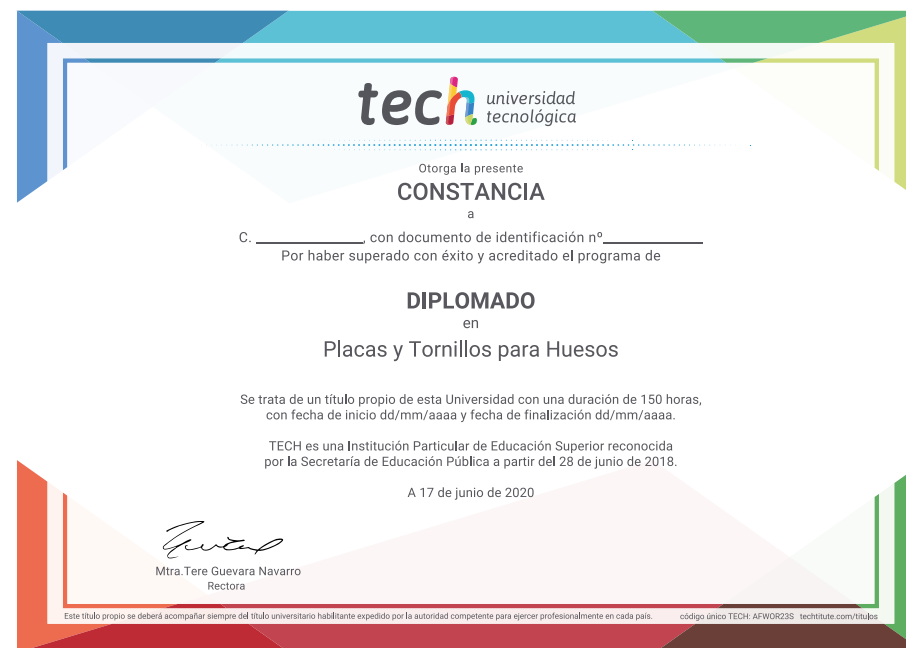 tech universidad
tecnológica
Otorga la presente
CONSTANCIA
a
C. ______________, con documento de identificación nº_____________
Por haber superado con éxito y acreditado el programa de
DIPLOMADO
en
Placas y Tornillos para Huesos
Se trata de un título propio de esta Universidad con una duración de 150 horas,
con fecha de inicio dd/mm/aaaa y fecha de finalización dd/mm/aaaa.
TECH es una Institución Particular de Educación Superior reconocida
por la Secretaría de Educación Pública a partir del 28 de junio de 2018.
A 17 de junio de 2020
Mtra.Tere Guevara Navarro
Rectora
Este título propio se deberá acompañar siempre del título universitario habilitante expedido por la autoridad competente para ejercer profesionalmente en cada país. código único TECH: AFWOR23S techtitute.com/titulos